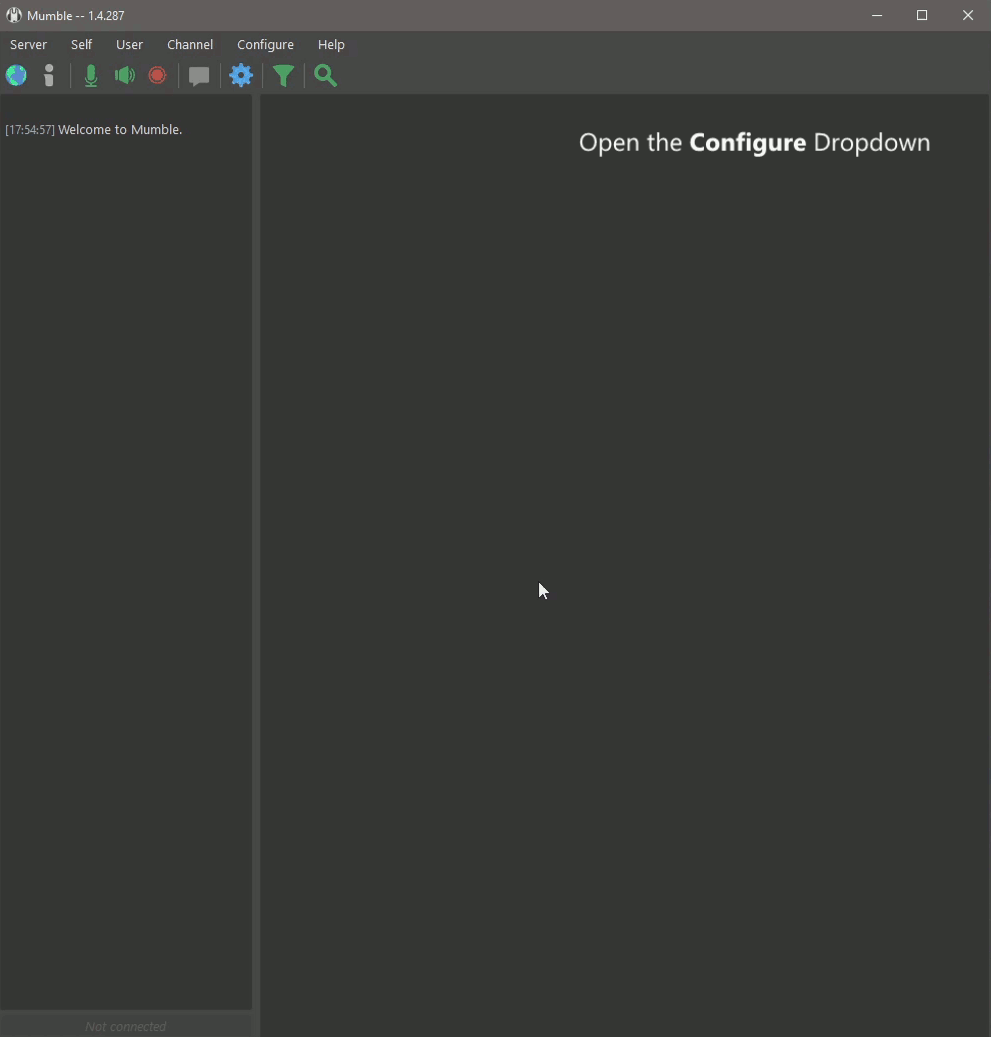 Mumble -- 1.4.287
Server Self User Channel Configure Help
[17:54:57] Welcome to Mumble.
Open the Configure Dropdown
Not connected